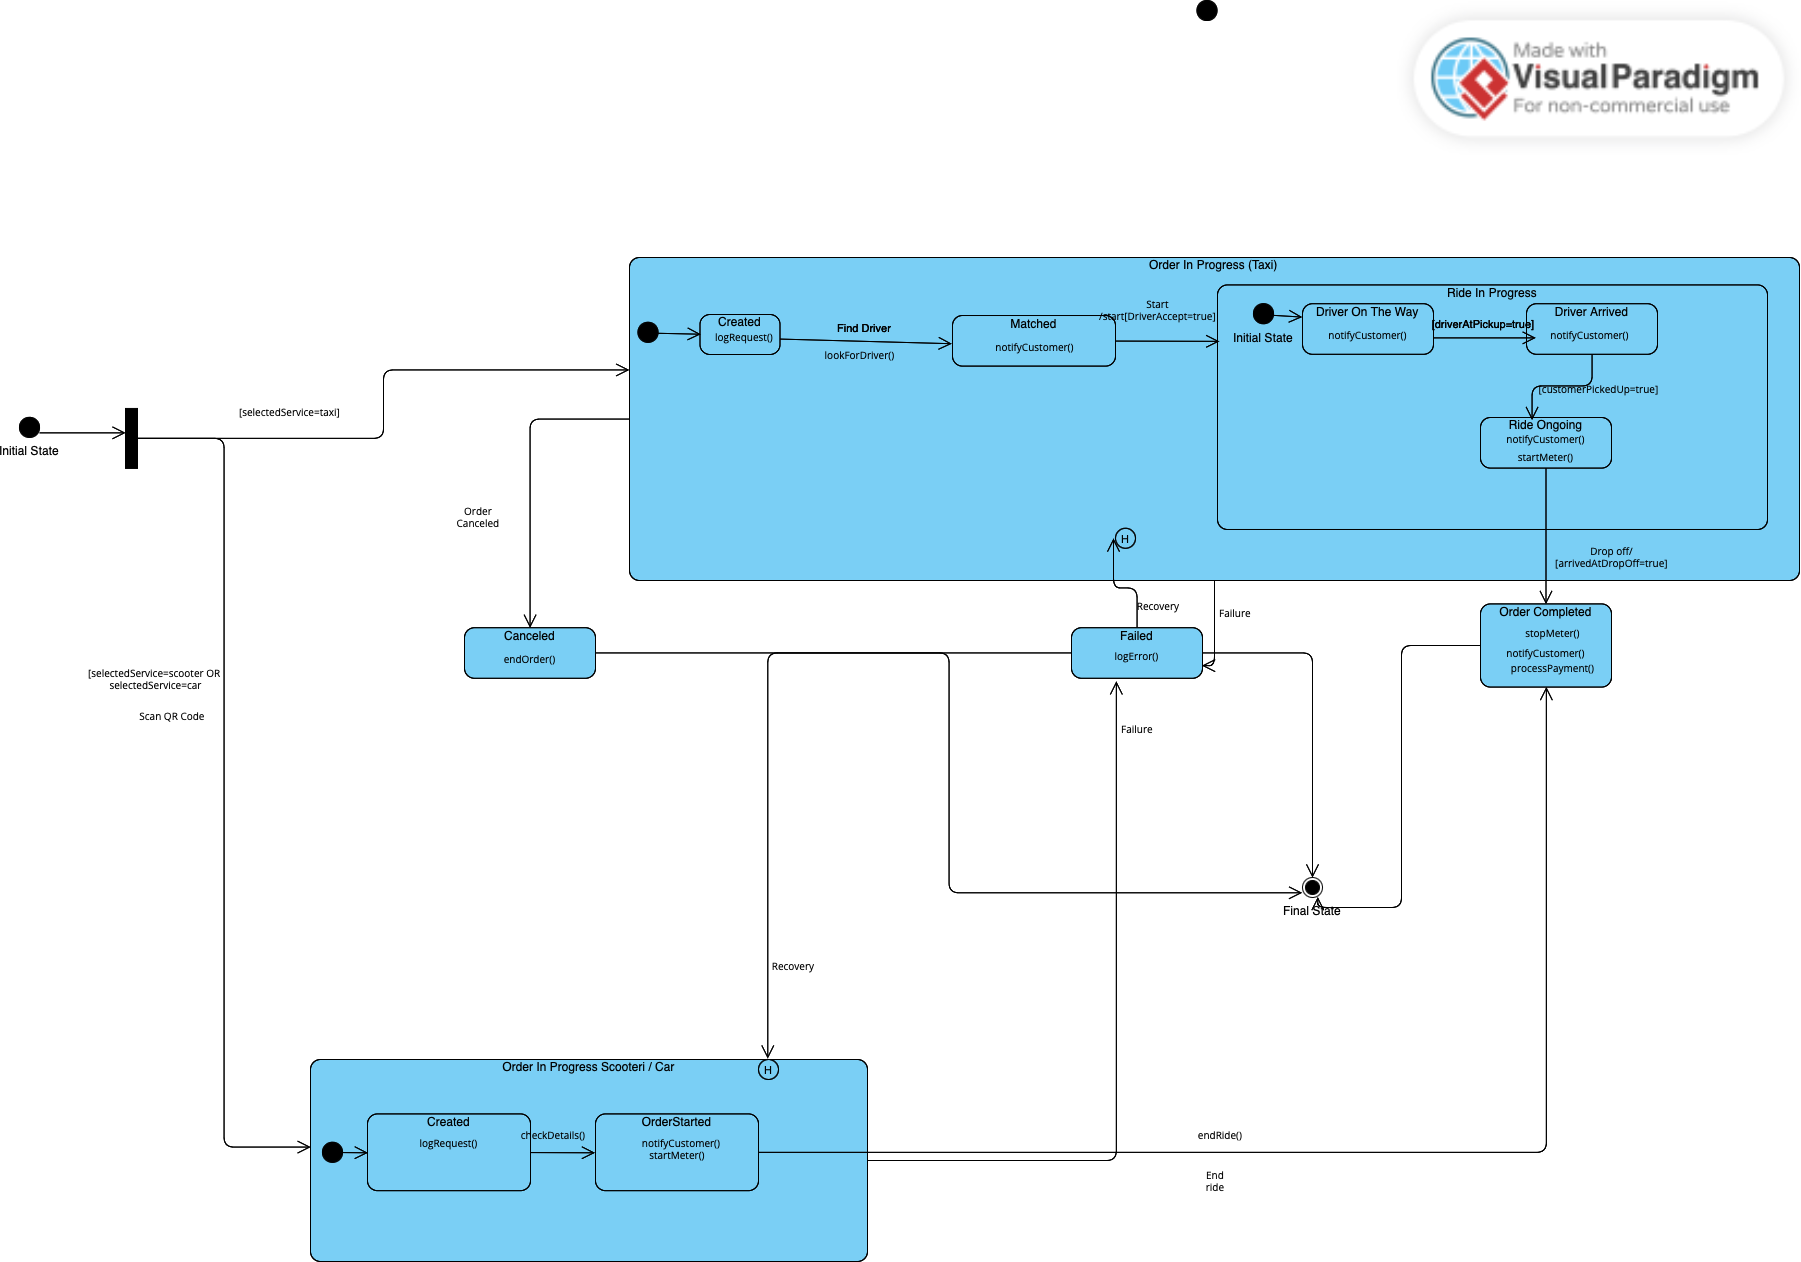 Made with
Visual Paradigm
For non-commercial use
Order In Progress (Taxi)
Ride In Progress
Created
logRequest()
Find Driver
lookForDriver()
Matched
notifyCustomer()
Start
/start[DriverAccept=true]
Initial State
Driver On The Way
notifyCustomer()
[driverAtPickup=true]
Driver Arrived
notifyCustomer()
[customerPickedUp=true]
Ride Ongoing
notifyCustomer()
startMeter()
[selectedService=taxi]
Initial State
Order
Canceled
H
Drop off/
[arrivedAtDropOff=true]
Recovery
Failure
Canceled
endOrder()
Failed
logError()
Order Completed
stopMeter()
notifyCustomer()
processPayment()
[selectedService=scooter OR
selectedService=car
Scan QR Code
Failure
Final State
Recovery
Order In Progress Scooteri / Car
H
Created
logRequest()
checkDetails()
OrderStarted
notifyCustomer()
startMeter()
endRide()
End
ride